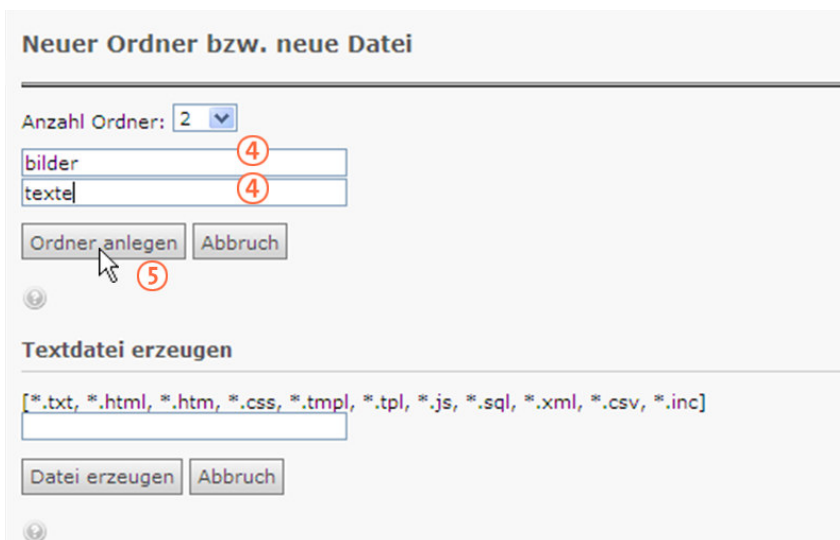 Neuer Ordner bzw. neue Datei
Anzahl Ordner: 2
bilder ④
texte ④
Ordner anlegen Abbruch
⑤
?
Textdatei erzeugen
[*.txt, *.html, *.htm, *.css, *.tmpl, *.tpl, *.js, *.sql, *.xml, *.csv, *.inc]
Datei erzeugen Abbruch
?